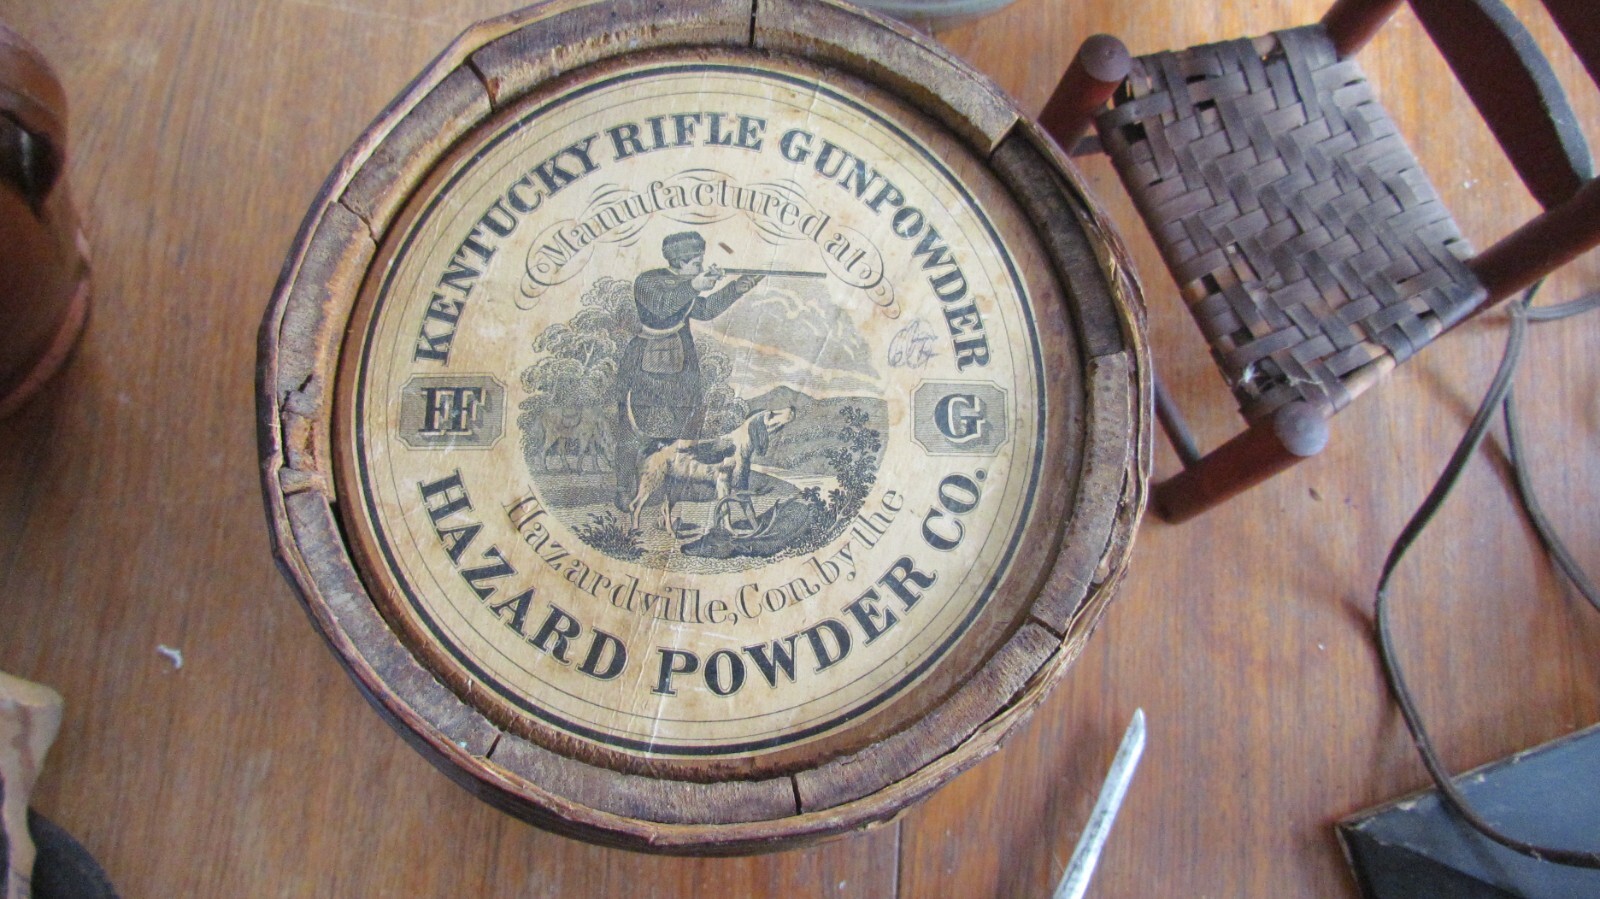 KENTUCKY RIFLE GUNPOWDER
Manufactured at
FF G
Hazardville, Con. by the
HAZARD POWDER CO.